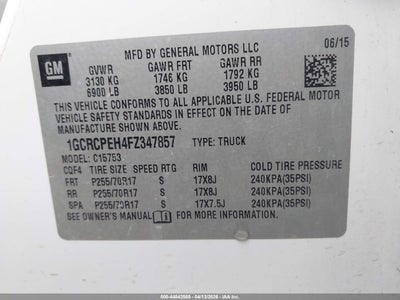 GM
MFD BY GENERAL MOTORS LLC
06/15
GVWR GAWR FRT GAWR RR
3130 KG 1746 KG 1792 KG
6900 LB 3850 LB 3950 LB
THIS VEHICLE CONFORMS TO ALL APPLICABLE U.S. FEDERAL MOTOR
VEHICLE SAFETY STANDARDS IN EFFECT ON THE DATE OF
MANUFACTURE SHOWN ABOVE.
1GCRCPEH4FZ347857 TYPE: TRUCK
MODEL: C15753
CQF4 TIRE SIZE SPEED RTG RIM COLD TIRE PRESSURE
FRT P255/70R17 S 17X8J 240KPA(35PSI)
RR P255/70R17 S 17X8J 240KPA(35PSI)
SPA P255/70R17 S 17X7.5J 240KPA(35PSI)
SEE OWNER'S MANUAL FOR ADDITIONAL INFORMATION.